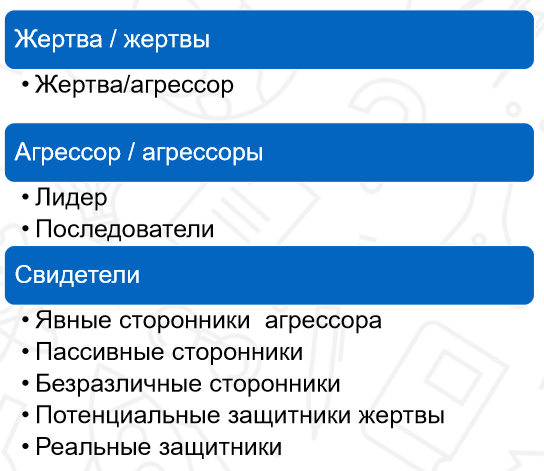 Жертва / жертвы
• Жертва/агрессор
Агрессор / агрессоры
• Лидер
• Последователи
Свидетели
• Явные сторонники  агрессора
• Пассивные сторонники
• Безразличные сторонники
• Потенциальные защитники жертвы
• Реальные защитники